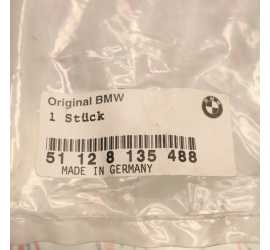 Original BMW
1 Stück
51 12 8 135 488
MADE IN GERMANY